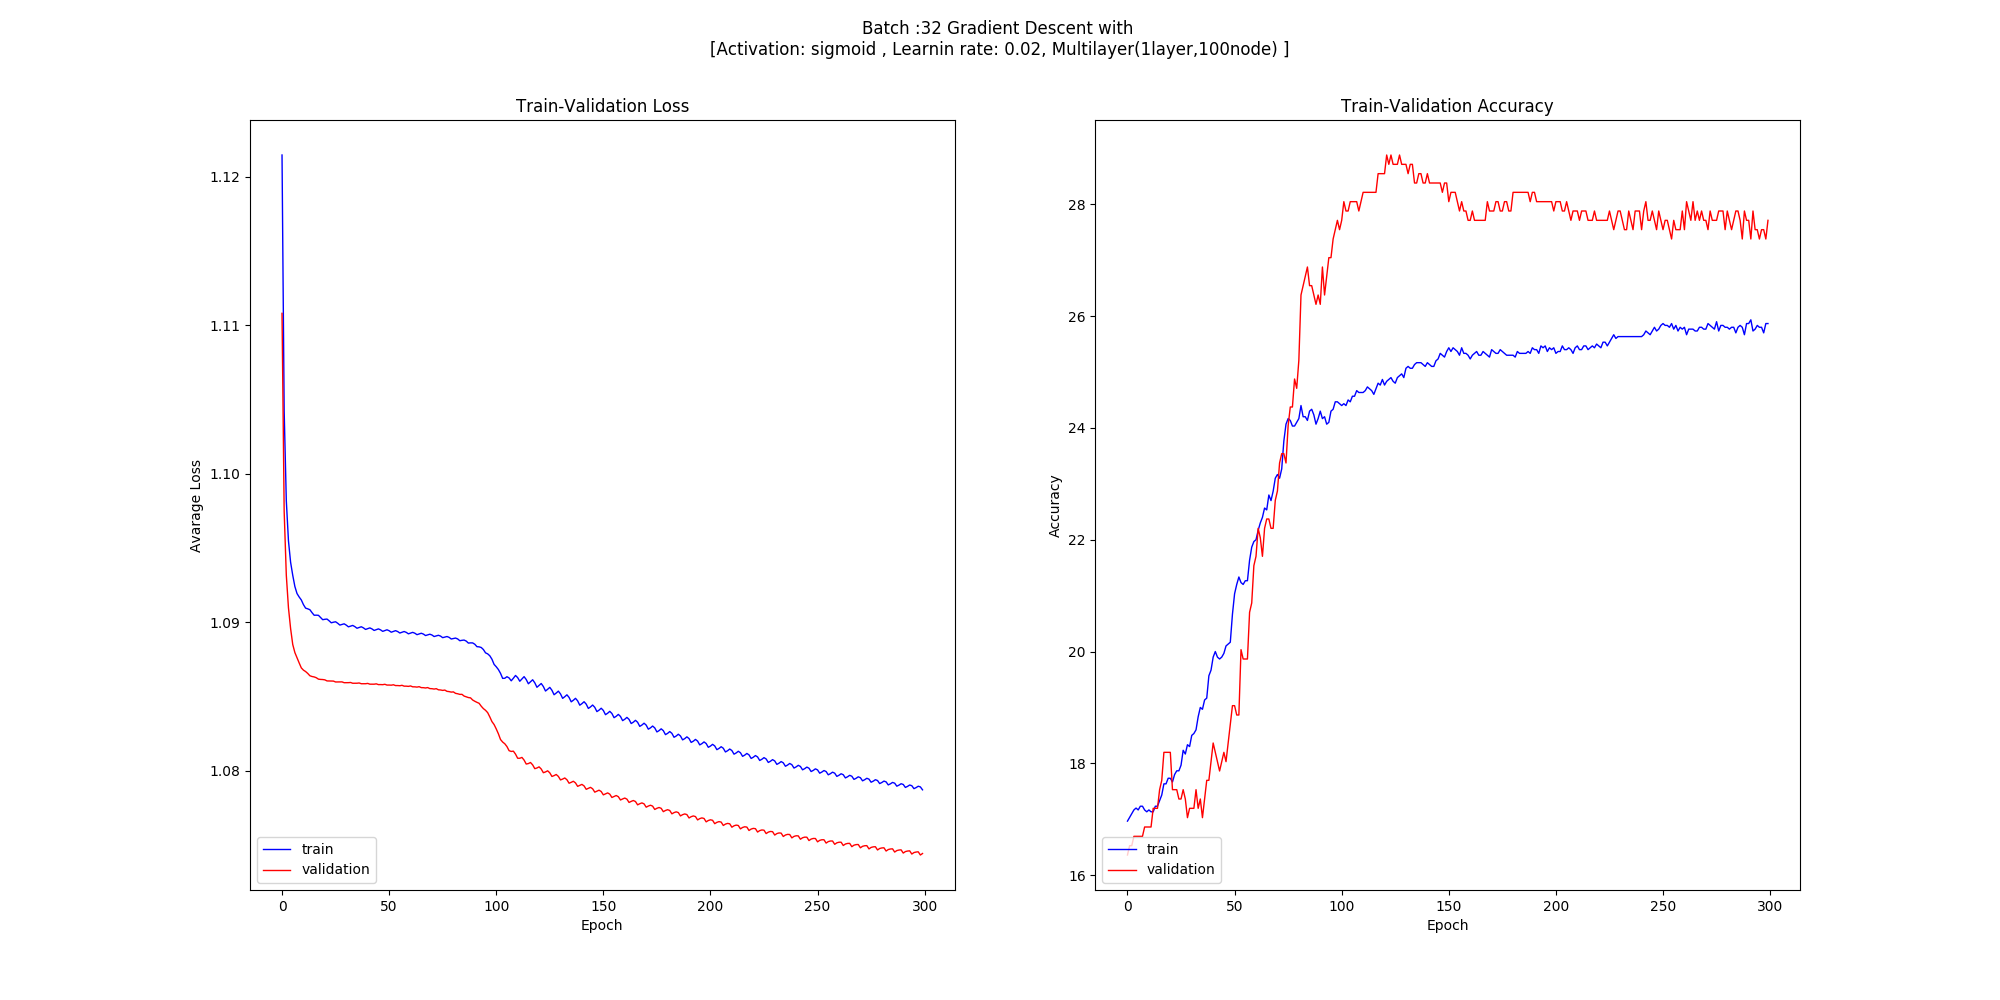 Batch :32 Gradient Descent with
[Activation: sigmoid , Learnin rate: 0.02, Multilayer(1layer,100node) ]
Train-Validation Loss
Avarage Loss
1.12
1.11
1.10
1.09
1.08
train
validation
0 50 100 150 200 250 300
Epoch
Train-Validation Accuracy
Accuracy
28
26
24
22
20
18
16
train
validation
0 50 100 150 200 250 300
Epoch